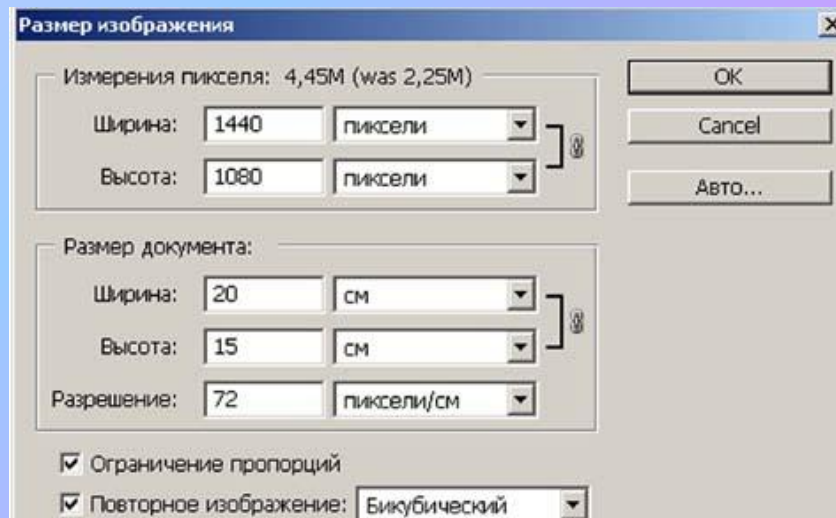 Размер изображения
Измерения пикселя: 4,45M (was 2,25M)
OK
Ширина: 1440 пиксели
Cancel
Высота: 1080 пиксели
Авто...
Размер документа:
Ширина: 20 см
Высота: 15 см
Разрешение: 72 пиксели/см
Ограничение пропорций
Повторное изображение: Бикубический